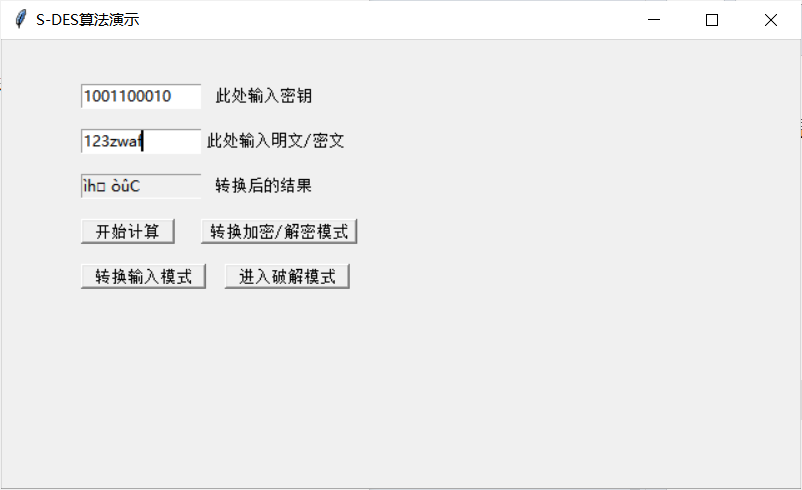 S-DES算法演示
1001100010 此处输入密钥
123zwaf 此处输入明文/密文
ìh□ òûC 转换后的结果
开始计算 转换加密/解密模式
转换输入模式 进入破解模式